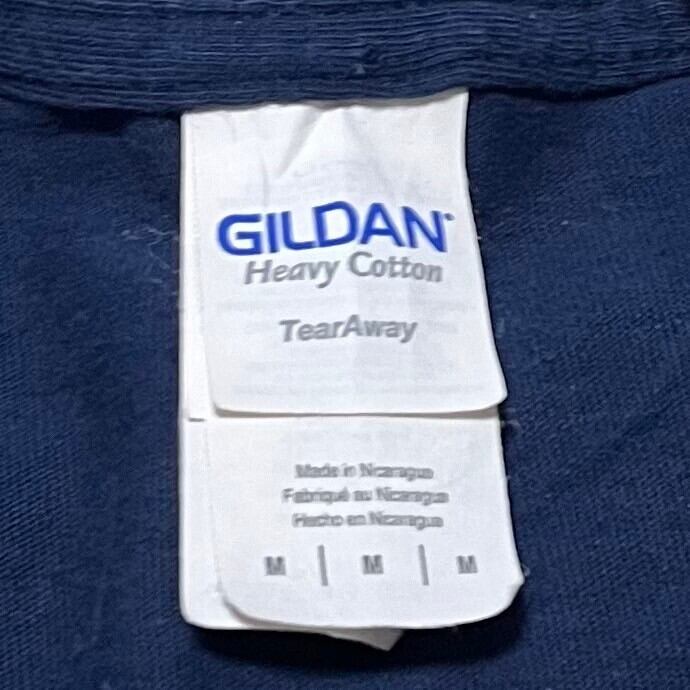 GILDAN
Heavy Cotton
TearAway
Made in Nicaragua
Fabriqué au Nicaragua
Hecho en Nicaragua
M | M | M